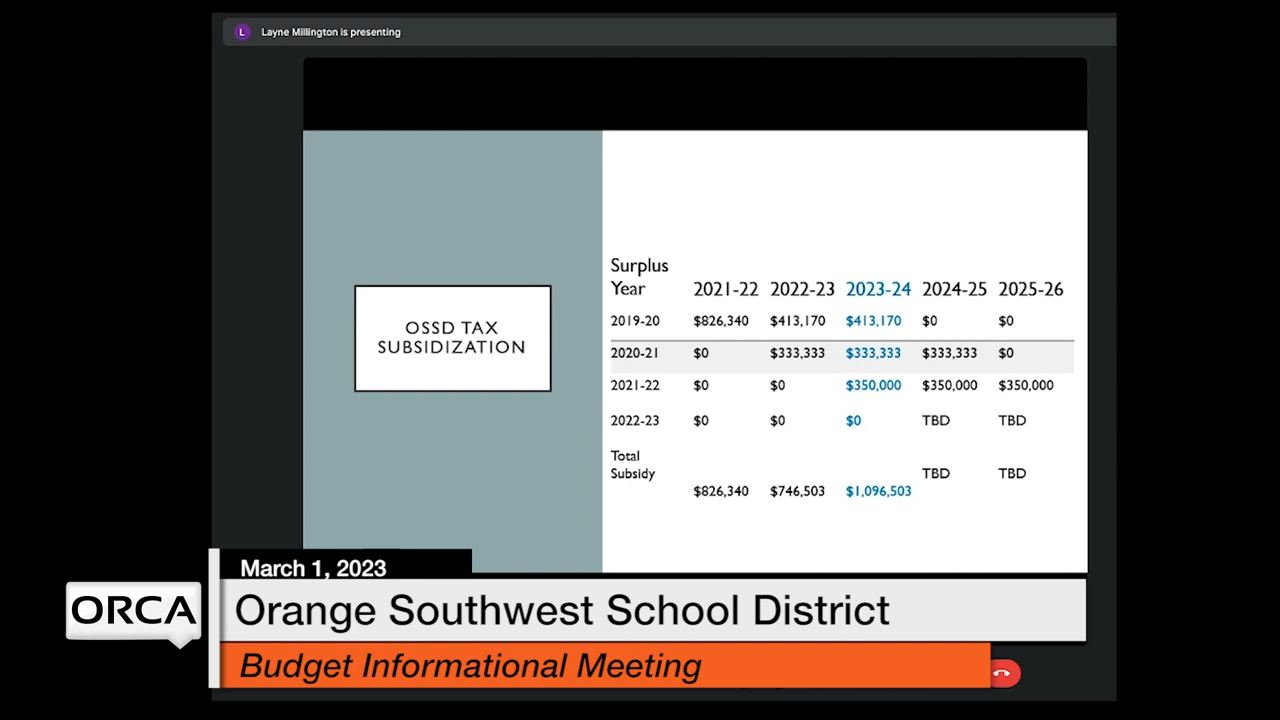 L Layne Millington is presenting
OSSD TAX
SUBSIDIZATION
Surplus
Year 2021-22 2022-23 2023-24 2024-25 2025-26
2019-20 $826,340 $413,170 $413,170 $0 $0
2020-21 $0 $333,333 $333,333 $333,333 $0
2021-22 $0 $0 $350,000 $350,000 $350,000
2022-23 $0 $0 $0 TBD TBD
Total
Subsidy TBD TBD
$826,340 $746,503 $1,096,503
March 1, 2023
ORCA
Orange Southwest School District
Budget Informational Meeting